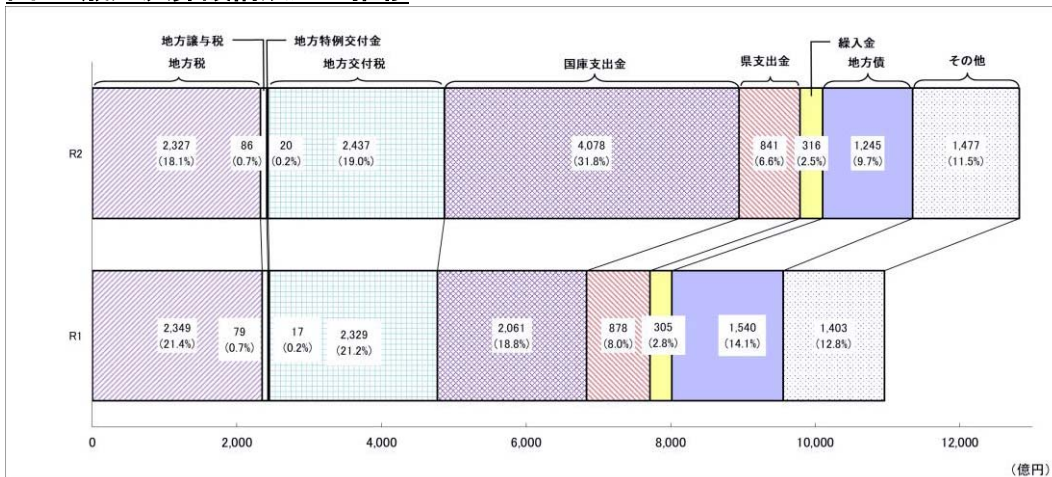 地方譲与税 地方特例交付金 繰入金
地方税 地方交付税 国庫支出金 県支出金 地方債 その他
R2
2,327 86 20 2,437 4,078 841 316 1,245 1,477
(18.1%) (0.7%) (0.2%) (19.0%) (31.8%) (6.6%) (2.5%) (9.7%) (11.5%)
R1
2,349 79 17 2,329 2,061 878 305 1,540 1,403
(21.4%) (0.7%) (0.2%) (21.2%) (18.8%) (8.0%) (2.8%) (14.1%) (12.8%)
0 2,000 4,000 6,000 8,000 10,000 12,000
(億円)